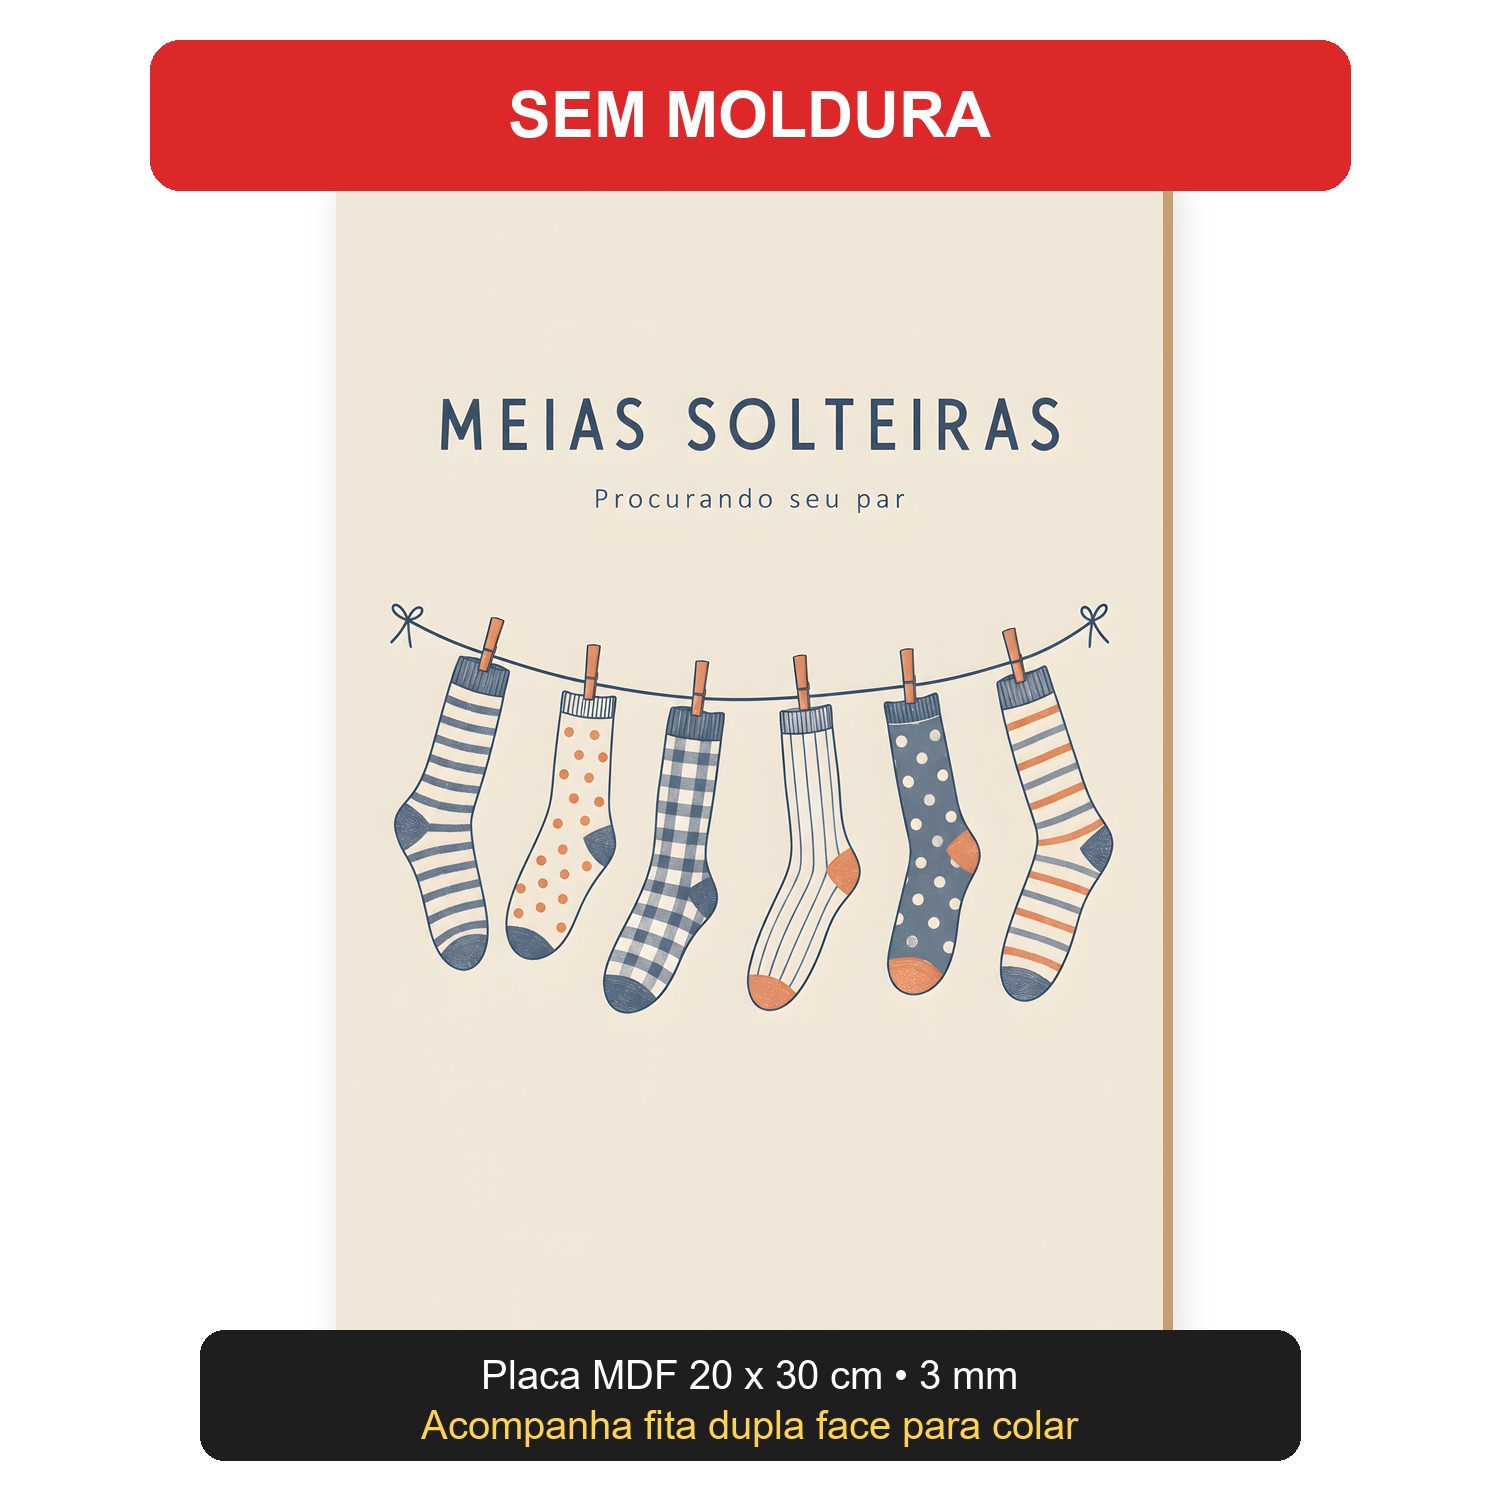 SEM MOLDURA
MEIAS SOLTEIRAS
Procurando seu par
Placa MDF 20 x 30 cm • 3 mm
Acompanha fita dupla face para colar